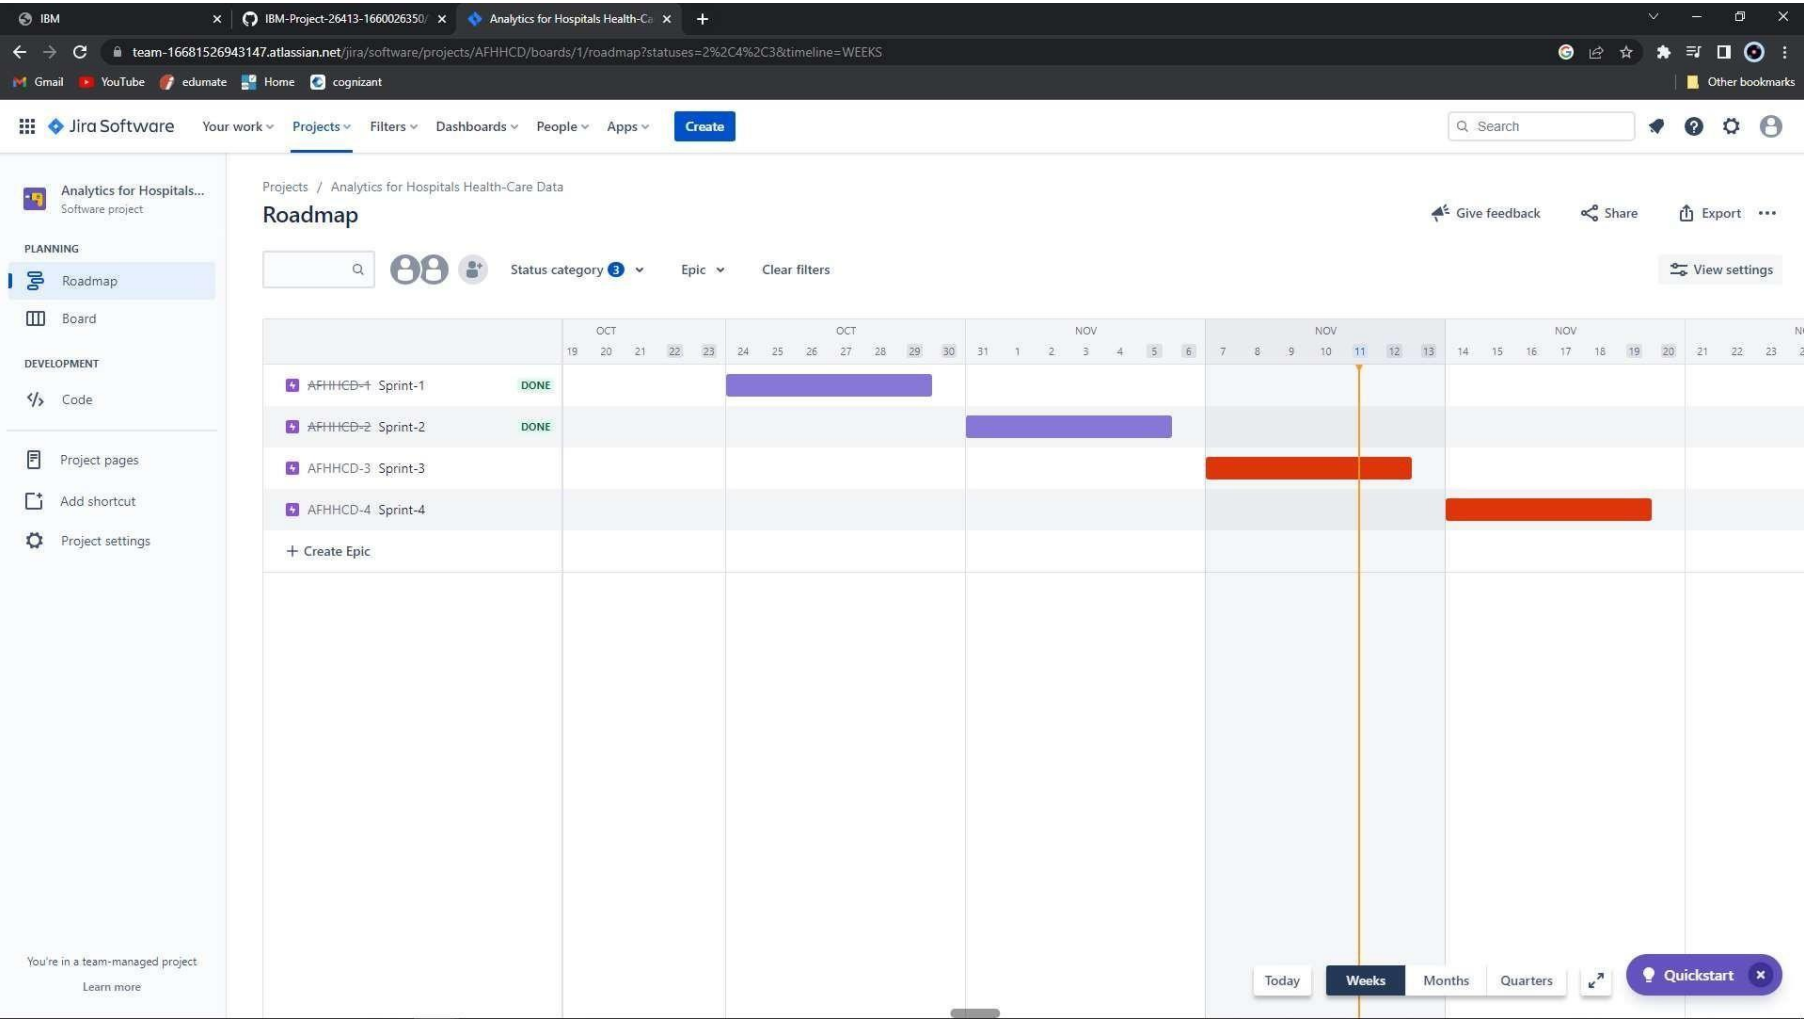 IBM
IBM-Project-26413-1660026350/
Analytics for Hospitals Health-Ca
team-16681526943147.atlassian.net/jira/software/projects/AFHHCD/boards/1/roadmap?statuses=2%2C4%2C3&timeline=WEEKS
Gmail YouTube edumate Home cognizant Other bookmarks
Jira Software Your work Projects Filters Dashboards People Apps Create Search
Analytics for Hospitals...
Software project
PLANNING
Roadmap
Board
DEVELOPMENT
Code
Project pages
Add shortcut
Project settings
You're in a team-managed project
Learn more
Projects / Analytics for Hospitals Health-Care Data
Roadmap
Give feedback Share Export
Status category 3 Epic Clear filters View settings
OCT OCT NOV NOV NOV
19 20 21 22 23 24 25 26 27 28 29 30 31 1 2 3 4 5 6 7 8 9 10 11 12 13 14 15 16 17 18 19 20 21 22 23
AFHHCD-1 Sprint-1 DONE
AFHHCD-2 Sprint-2 DONE
AFHHCD-3 Sprint-3
AFHHCD-4 Sprint-4
+ Create Epic
Today Weeks Months Quarters Quickstart